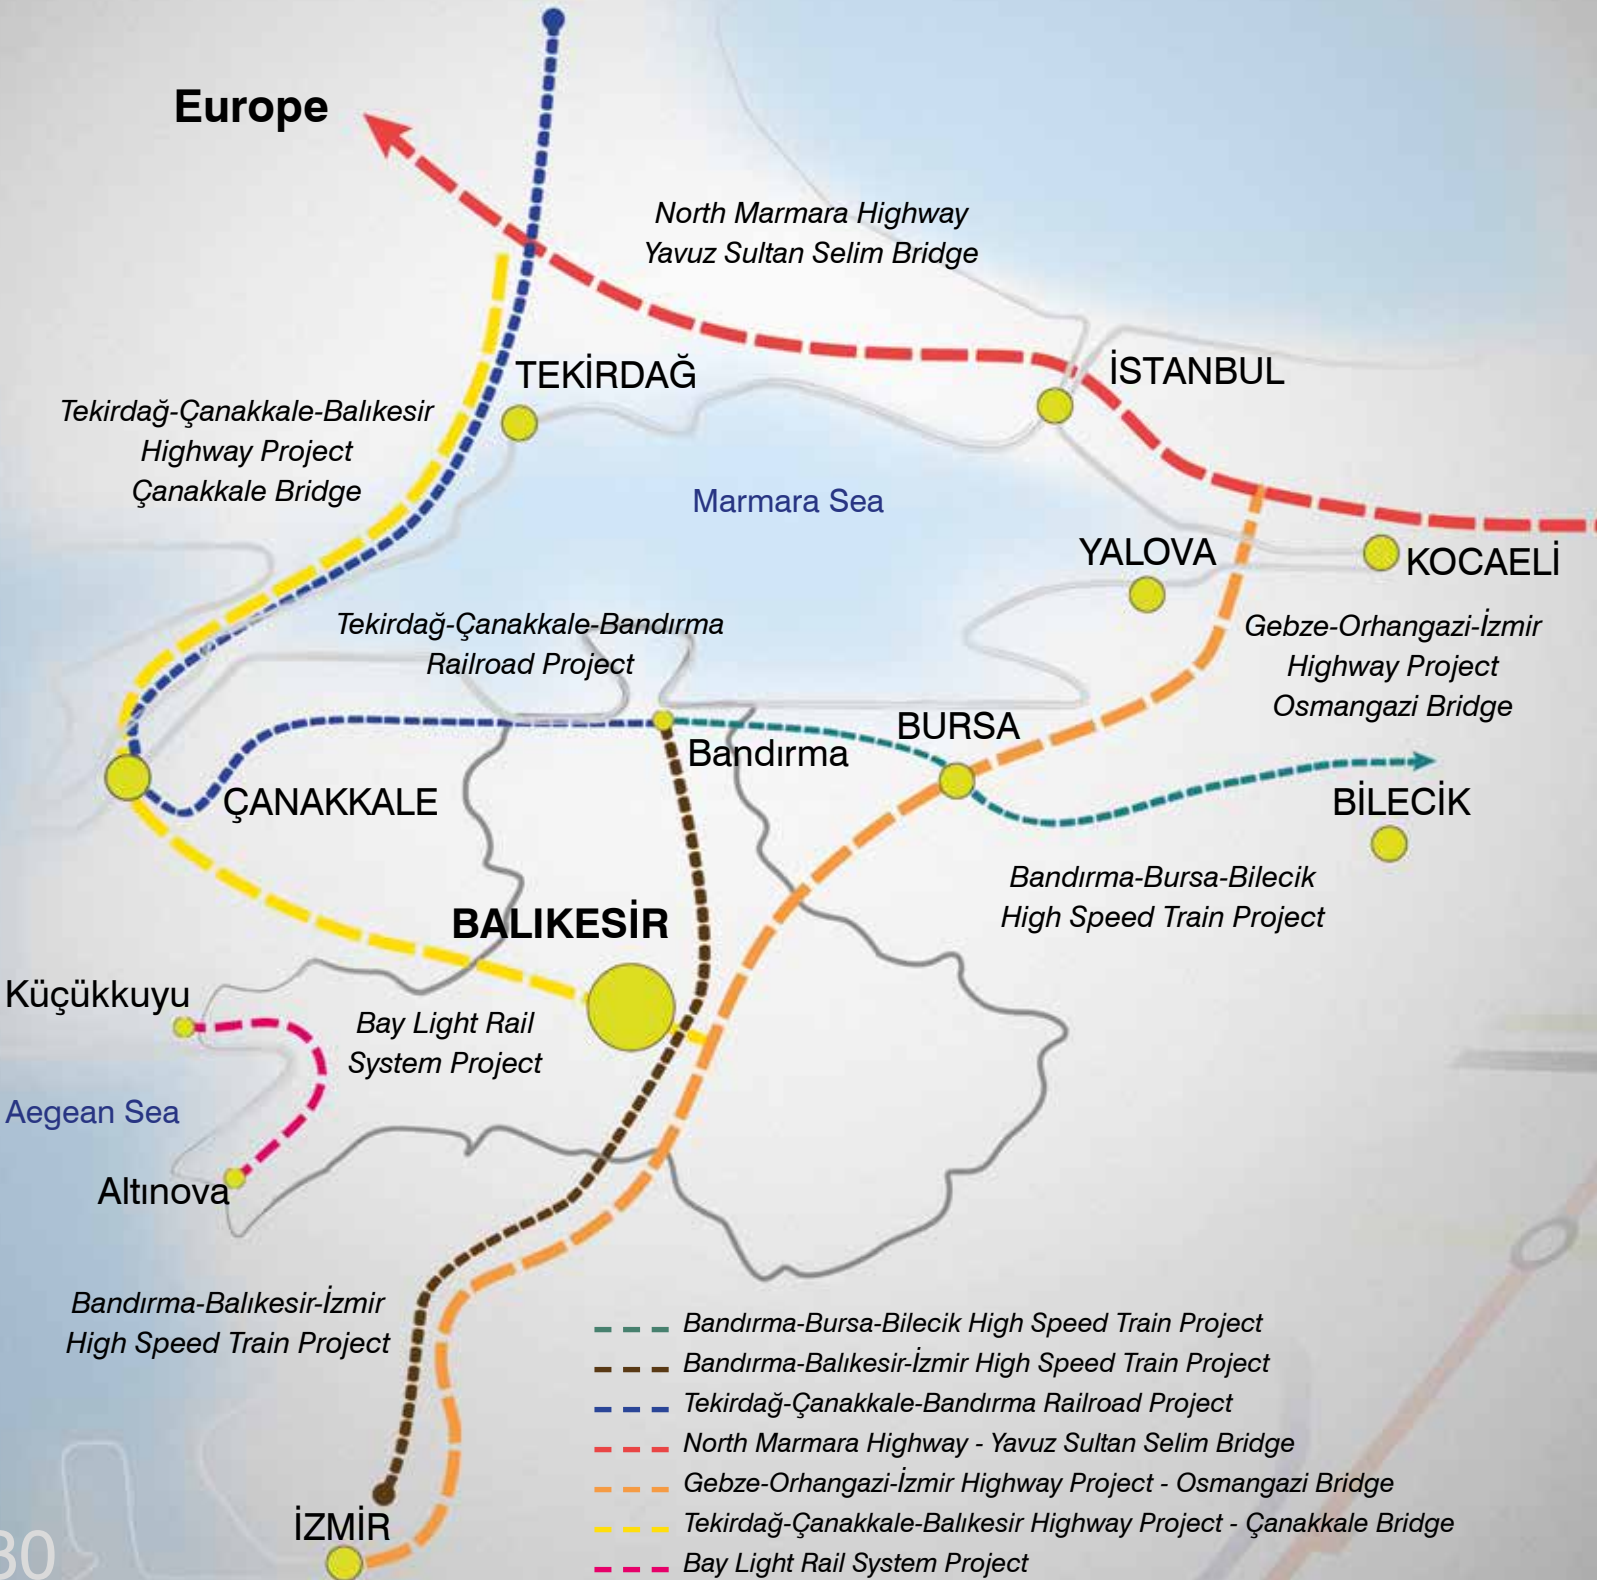 Europe
North Marmara Highway
Yavuz Sultan Selim Bridge
TEKİRDAĞ
İSTANBUL
Tekirdağ-Çanakkale-Balıkesir
Highway Project
Çanakkale Bridge
Marmara Sea
YALOVA
KOCAELİ
Tekirdağ-Çanakkale-Bandırma
Railroad Project
Gebze-Orhangazi-İzmir
Highway Project
Osmangazi Bridge
BURSA
Bandırma
ÇANAKKALE
BİLECİK
Bandırma-Bursa-Bilecik
High Speed Train Project
BALIKESİR
Küçükkuyu
Bay Light Rail
System Project
Aegean Sea
Altınova
Bandırma-Balıkesir-İzmir
High Speed Train Project
İZMİR
Bandırma-Bursa-Bilecik High Speed Train Project
Bandırma-Balıkesir-İzmir High Speed Train Project
Tekirdağ-Çanakkale-Bandırma Railroad Project
North Marmara Highway - Yavuz Sultan Selim Bridge
Gebze-Orhangazi-İzmir Highway Project - Osmangazi Bridge
Tekirdağ-Çanakkale-Balıkesir Highway Project - Çanakkale Bridge
Bay Light Rail System Project